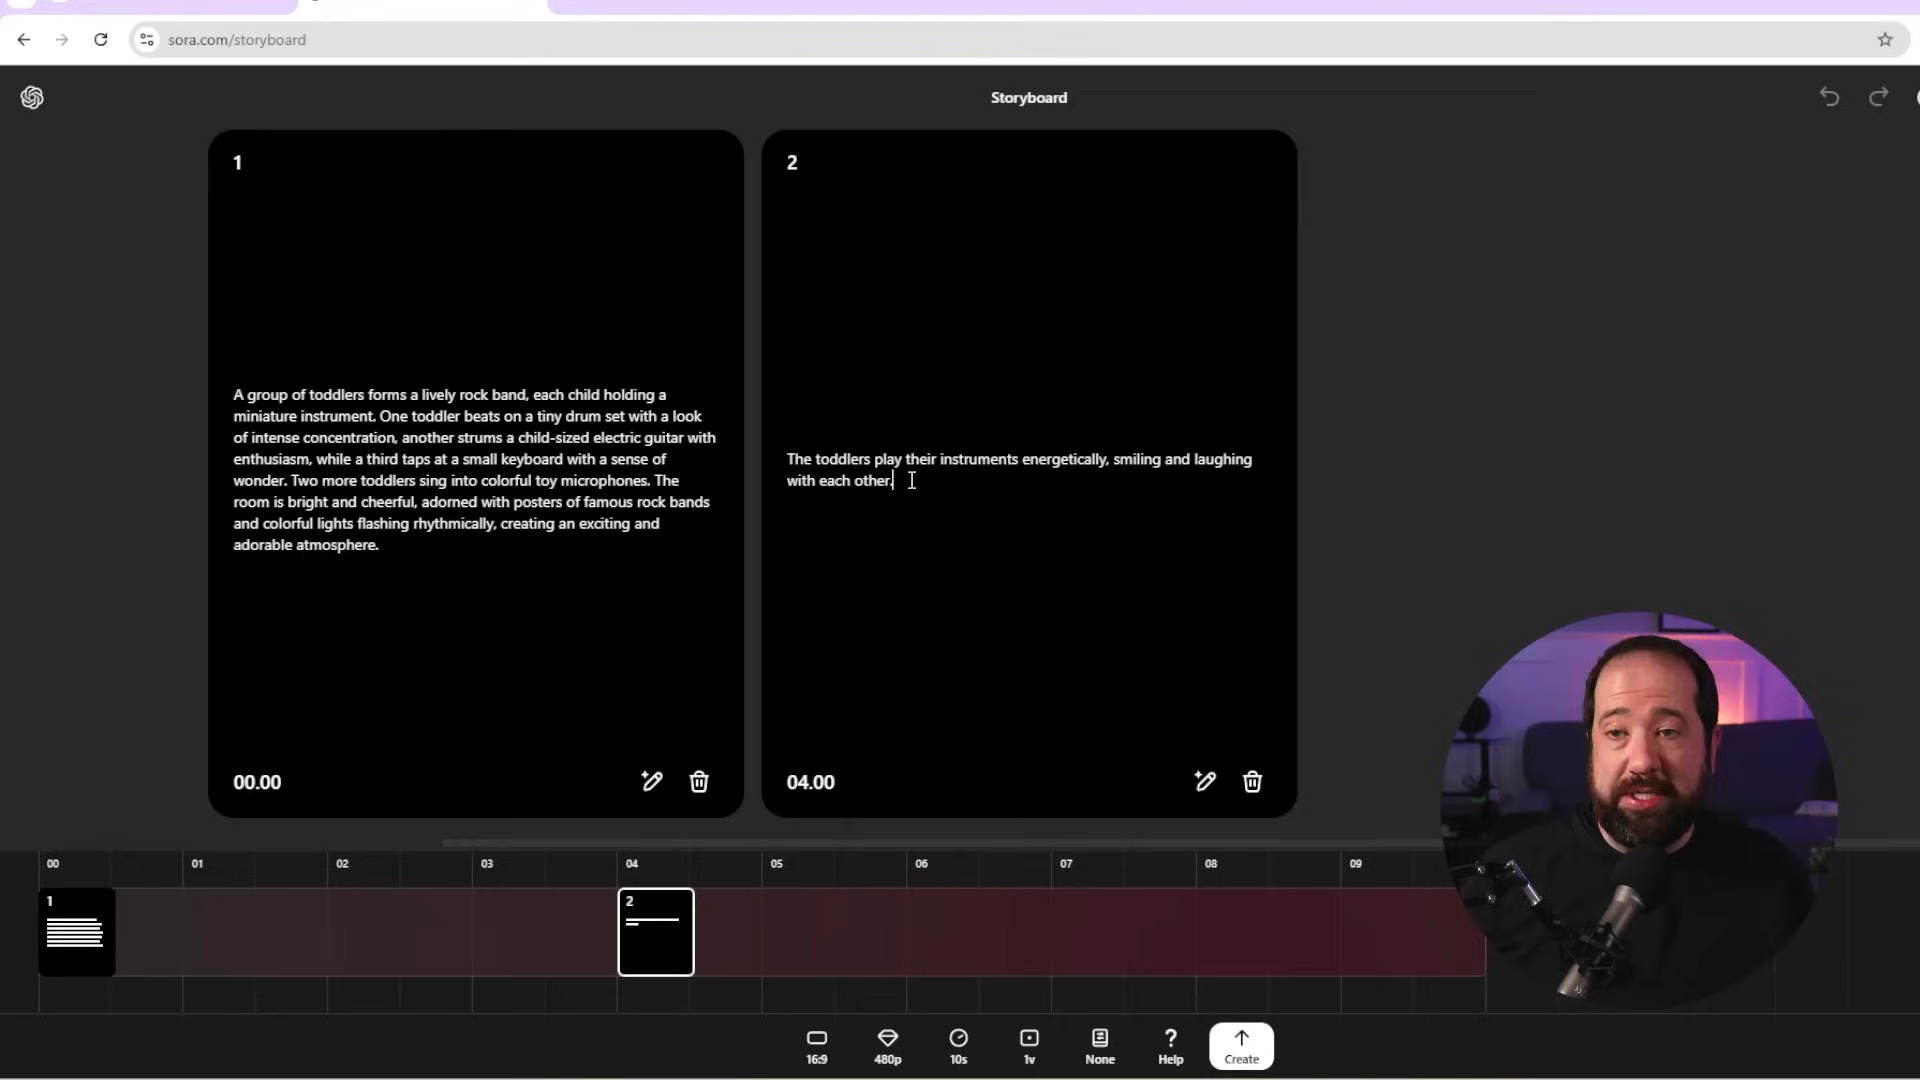 sora.com/storyboard
Storyboard
1
2
A group of toddlers forms a lively rock band, each child holding a
miniature instrument. One toddler beats on a tiny drum set with a look
of intense concentration, another strums a child-sized electric guitar with
enthusiasm, while a third taps at a small keyboard with a sense of
wonder. Two more toddlers sing into colorful toy microphones. The
room is bright and cheerful, adorned with posters of famous rock bands
and colorful lights flashing rhythmically, creating an exciting and
adorable atmosphere.
The toddlers play their instruments energetically, smiling and laughing
with each other.
00.00
04.00
00 01 02 03 04 05 06 07 08 09
1
2
16:9 480p 10s 1v None Help Create